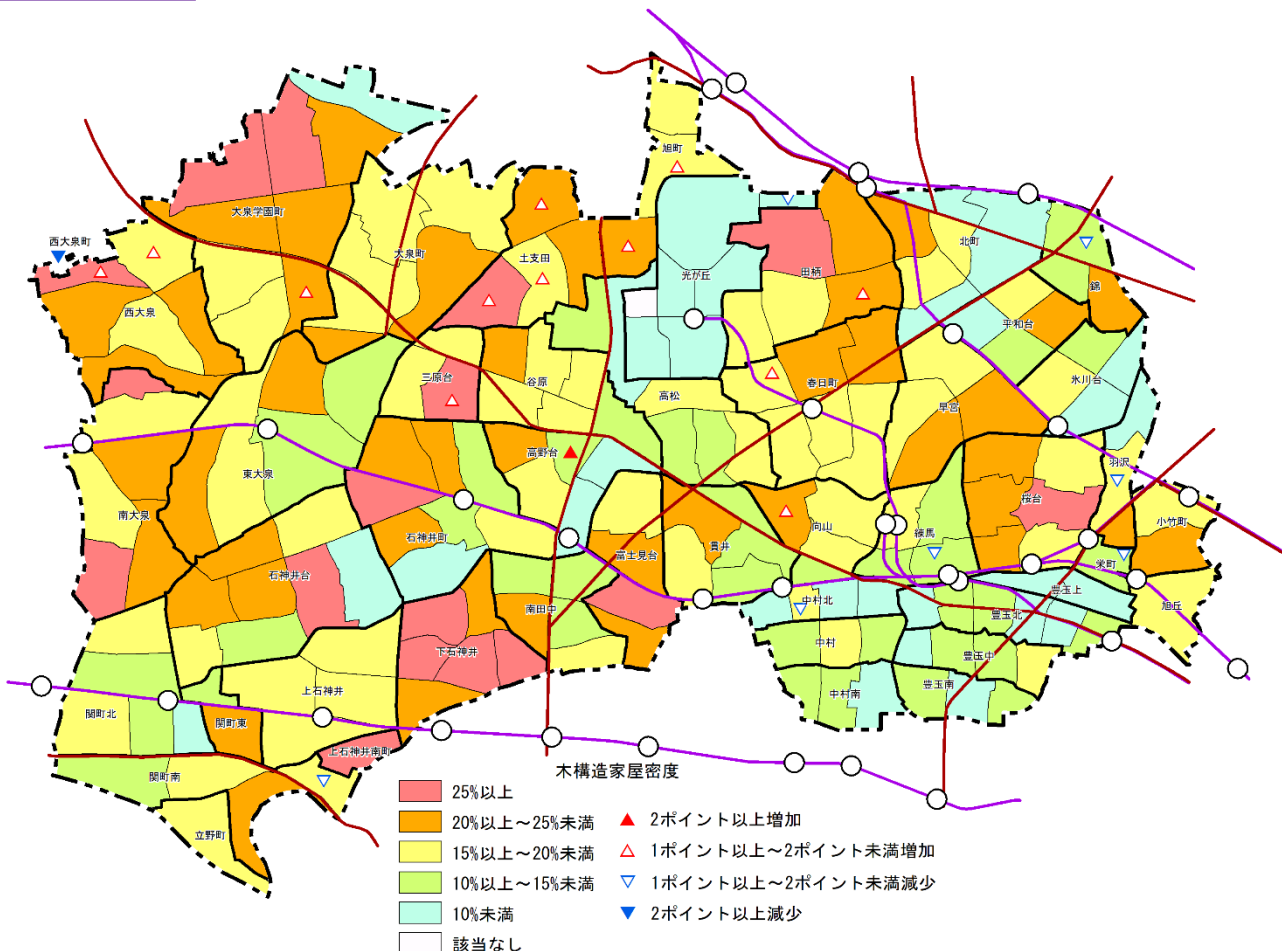 旭町
大泉学園町
西大泉町
大泉町
土支田
光が丘
田柄
北町
錦
西大泉
平和台
三原台
谷原
高松
春日町
氷川台
早宮
東大泉
高野台
羽沢
南大泉
石神井町
富士見台
貫井
向山
練馬
桜台
小竹町
石神井台
栄町
中村北
豊玉上
旭丘
南田中
豊玉北
下石神井
中村
豊玉中
上石神井
中村南
豊玉南
関町北
関町東
上石神井南町
関町南
立野町
木構造家屋密度
25%以上
20%以上～25%未満
15%以上～20%未満
10%以上～15%未満
10%未満
該当なし
2ポイント以上増加
1ポイント以上～2ポイント未満増加
1ポイント以上～2ポイント未満減少
2ポイント以上減少